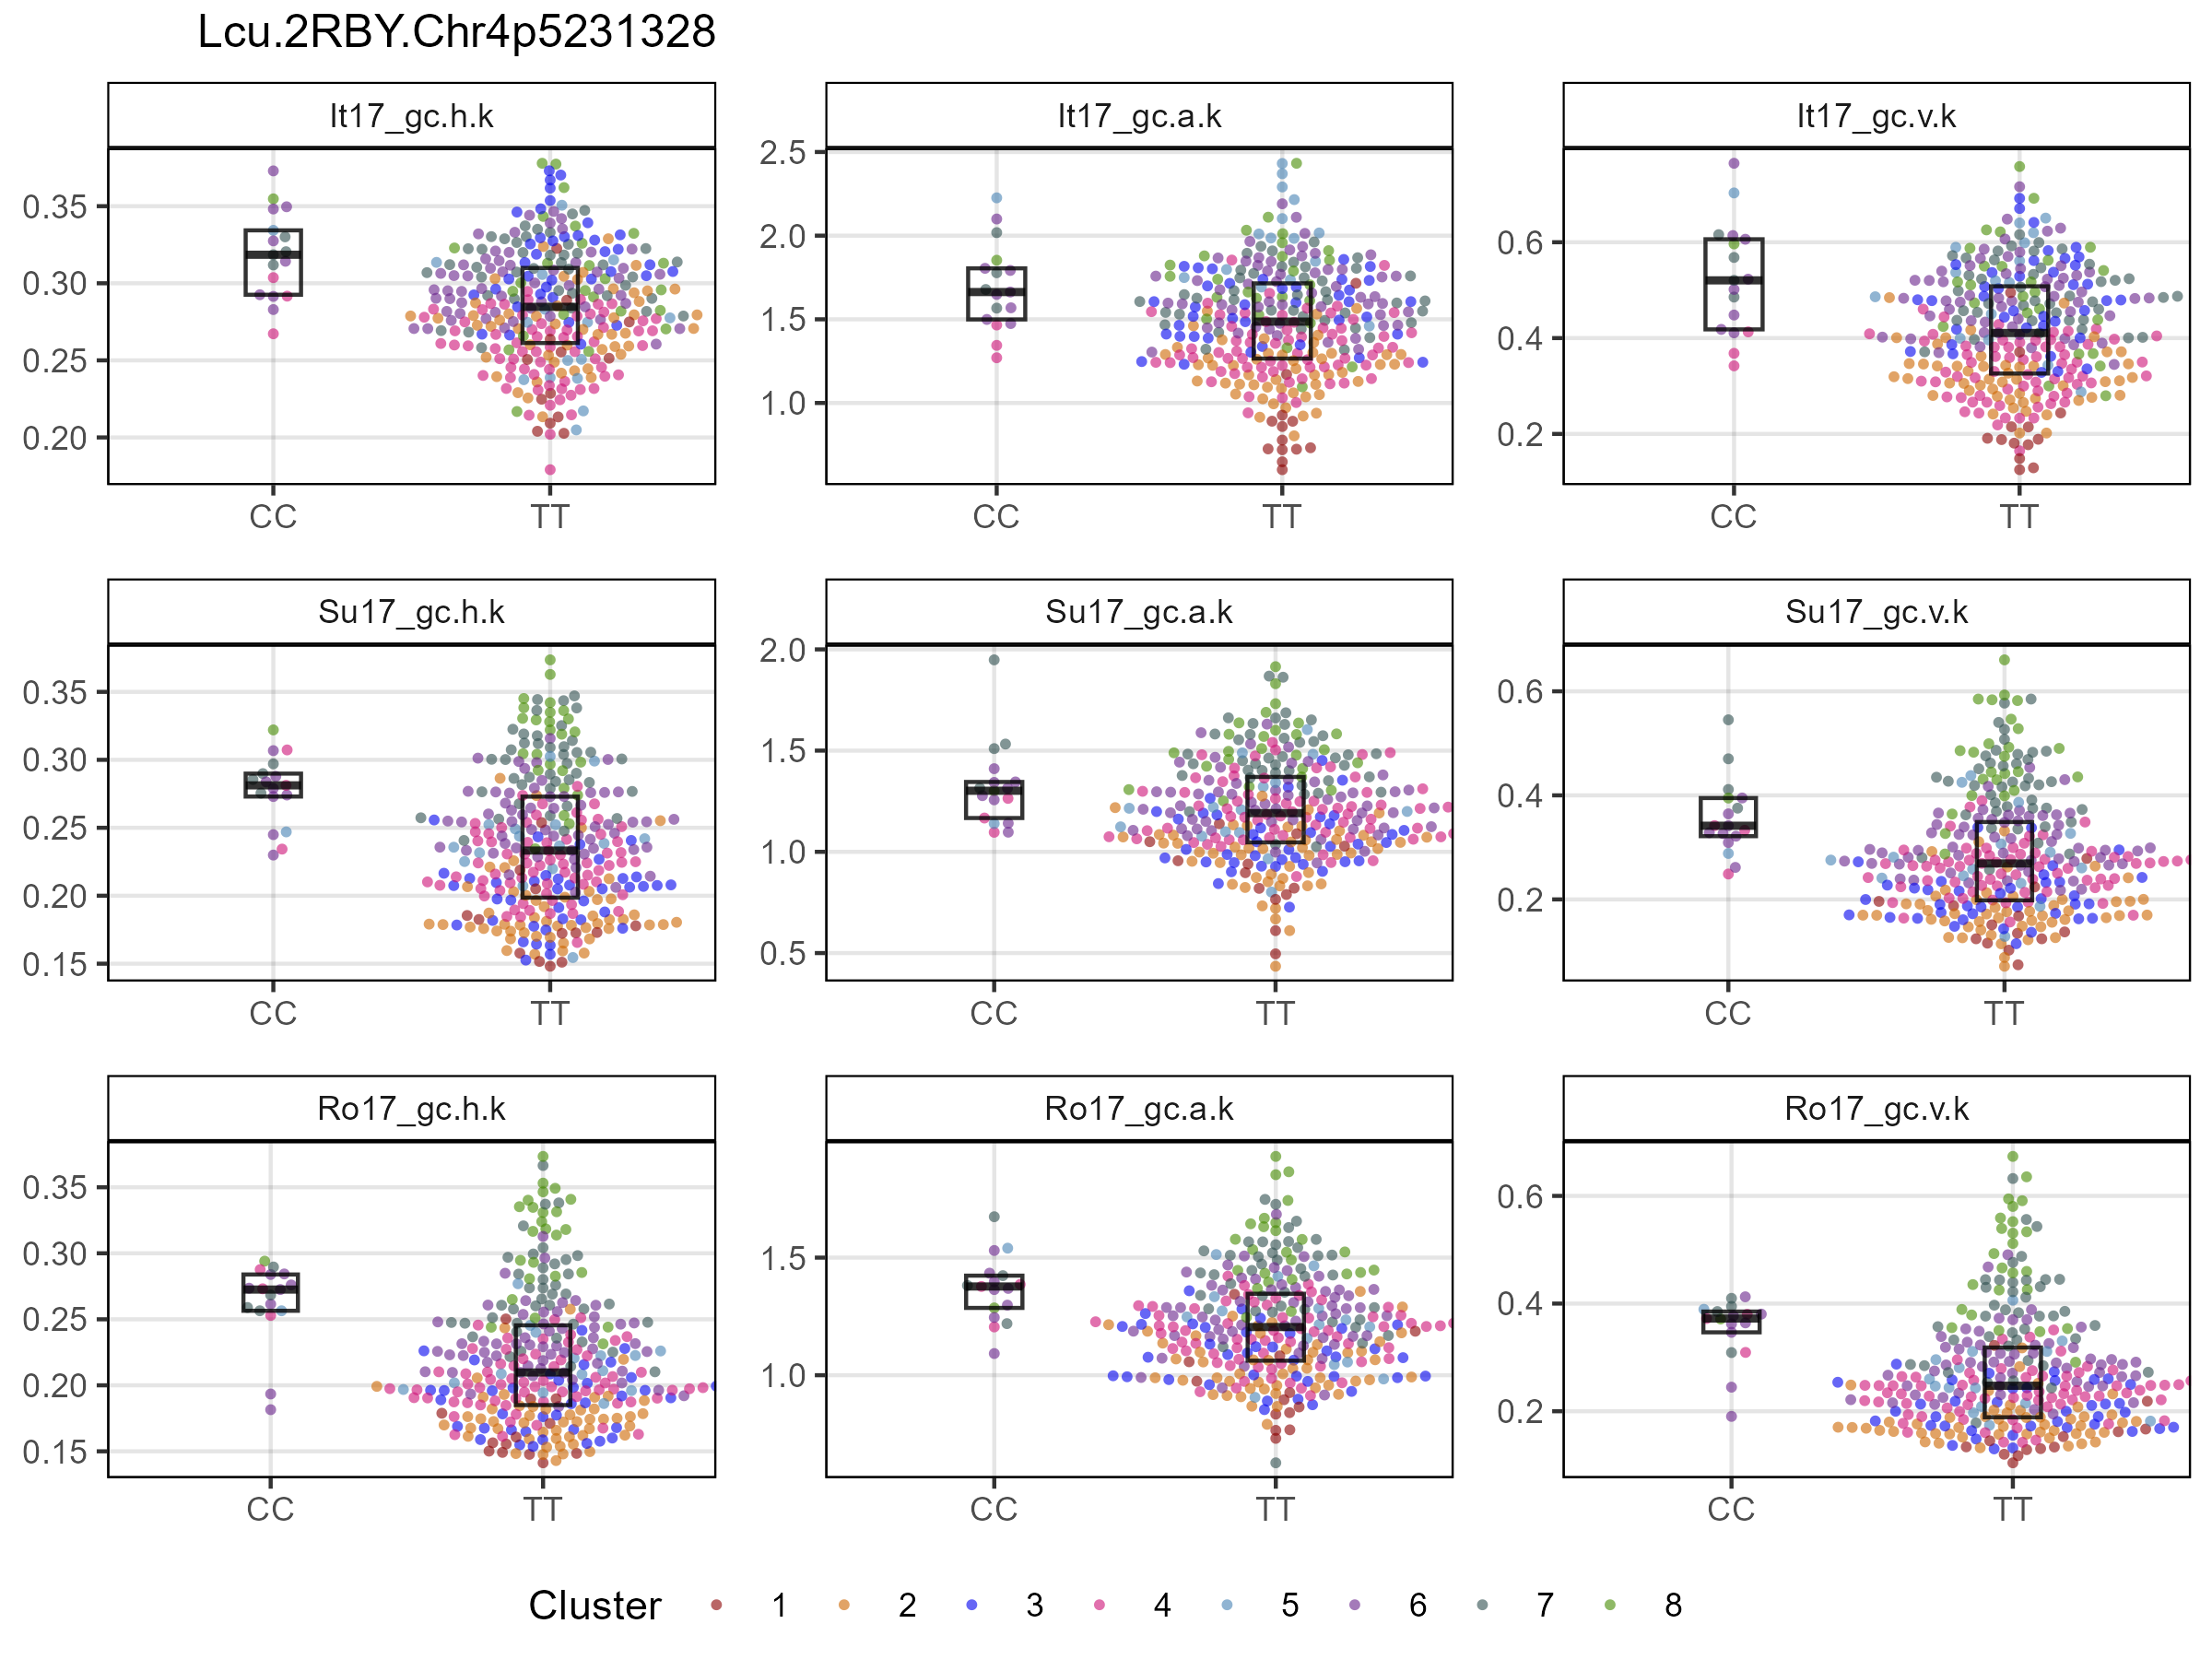 Lcu.2RBY.Chr4p5231328
It17_gc.h.k It17_gc.a.k It17_gc.v.k
0.35 0.30 0.25 0.20
2.5 2.0 1.5 1.0
0.6 0.4 0.2
CC TT CC TT CC TT
Su17_gc.h.k Su17_gc.a.k Su17_gc.v.k
0.35 0.30 0.25 0.20 0.15
2.0 1.5 1.0 0.5
0.6 0.4 0.2
CC TT CC TT CC TT
Ro17_gc.h.k Ro17_gc.a.k Ro17_gc.v.k
0.35 0.30 0.25 0.20 0.15
1.5 1.0
0.6 0.4 0.2
CC TT CC TT CC TT
Cluster 1 2 3 4 5 6 7 8